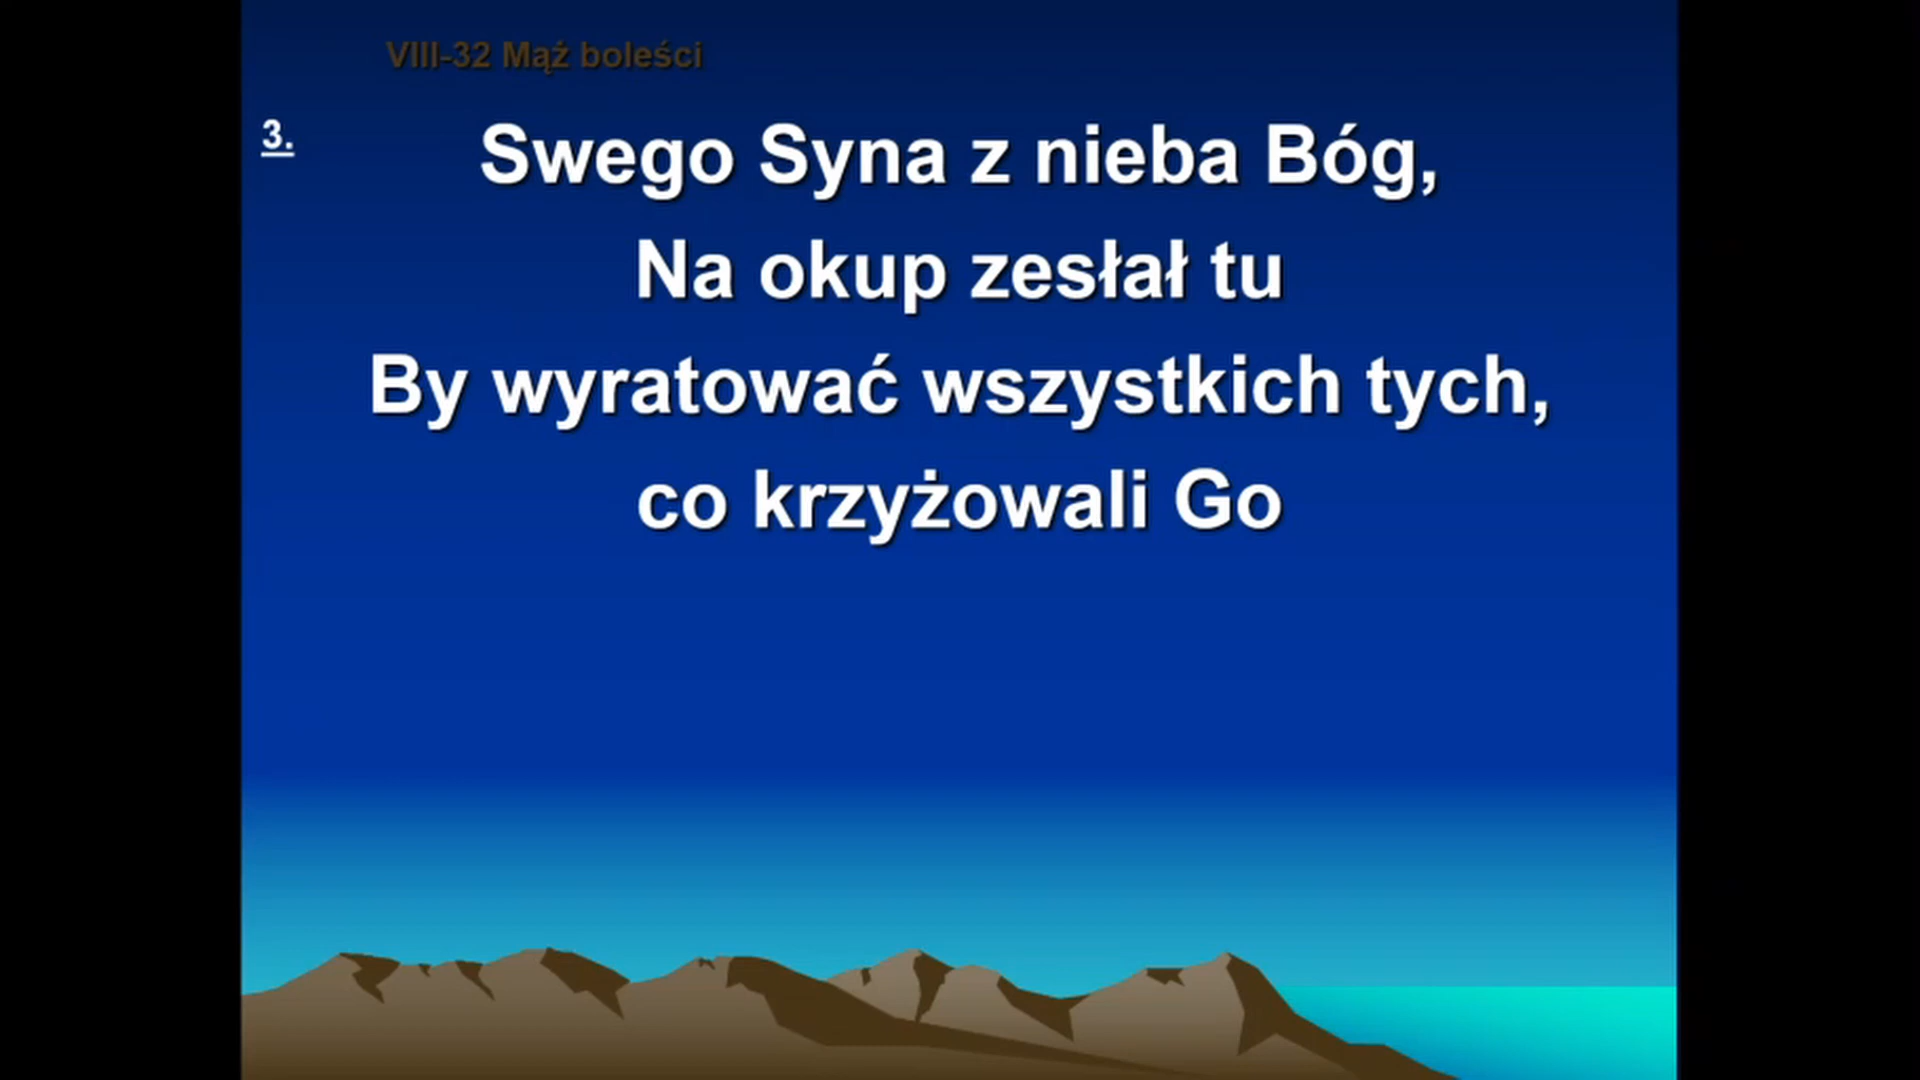 VIII-32 Mąż boleści
3.
Swego Syna z nieba Bóg,
Na okup zesłał tu
By wyratować wszystkich tych,
co krzyżowali Go